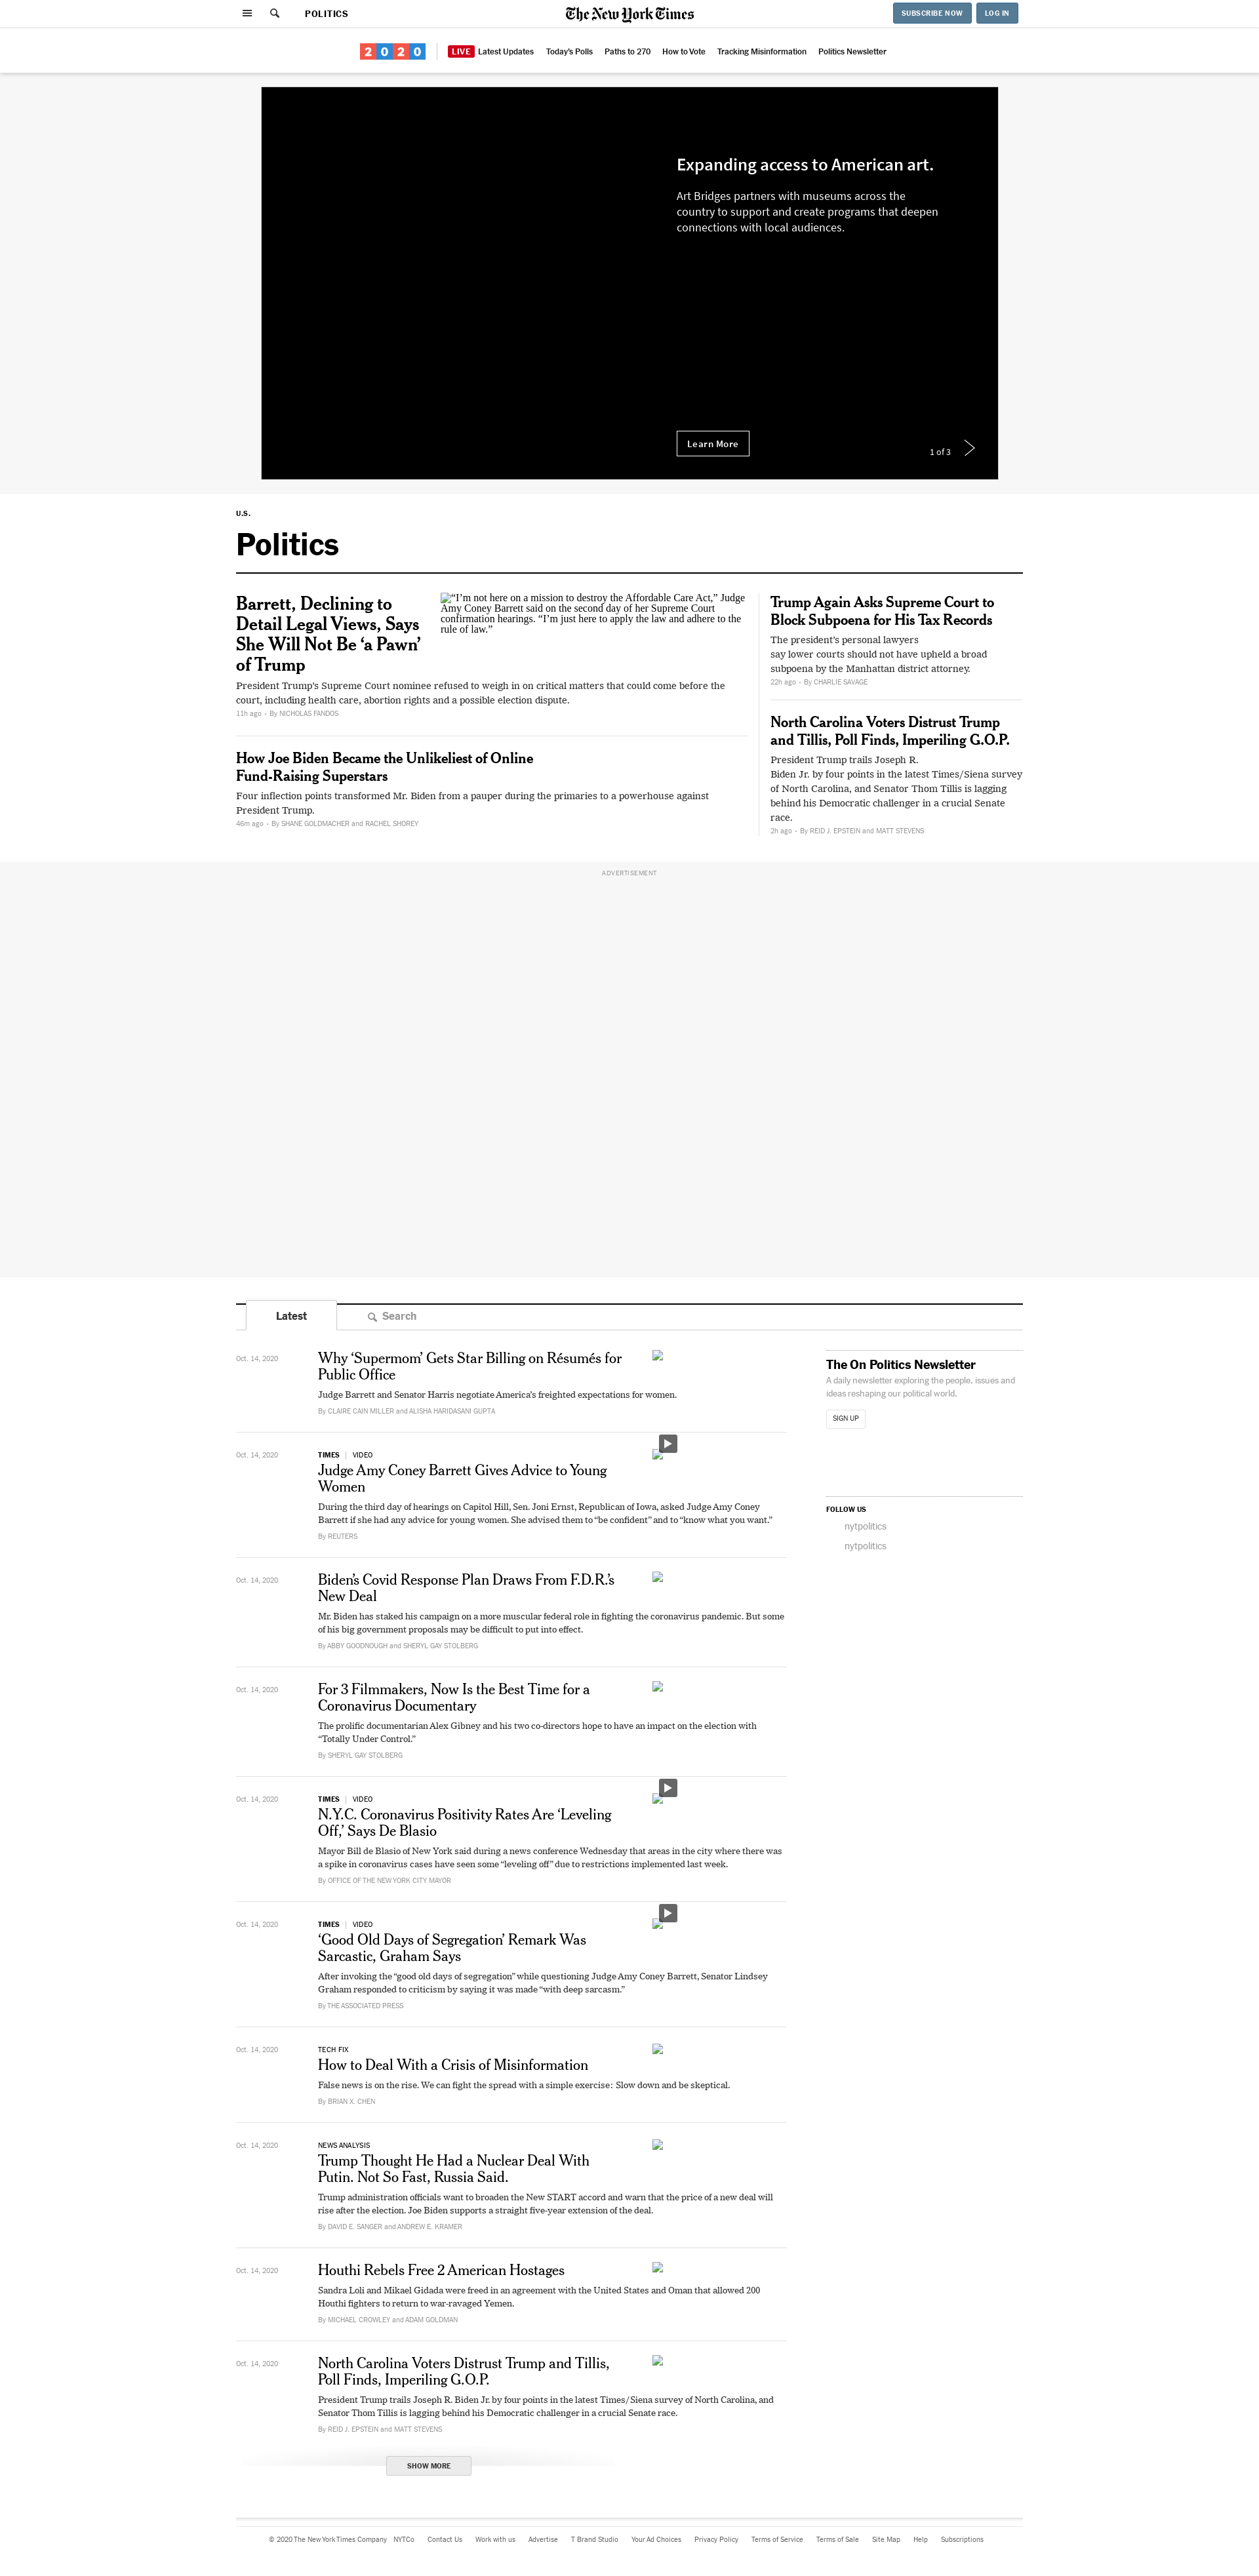 POLITICS
The New York Times
SUBSCRIBE NOW
LOG IN
2020
LIVE Latest Updates
Today's Polls
Paths to 270
How to Vote
Tracking Misinformation
Politics Newsletter
Expanding access to American art.
Art Bridges partners with museums across the
country to support and create programs that deepen
connections with local audiences.
Learn More
1 of 3
U.S.
Politics
Barrett, Declining to
Detail Legal Views, Says
She Will Not Be ‘a Pawn’
of Trump
“I’m not here on a mission to destroy the Affordable Care Act,” Judge
Amy Coney Barrett said on the second day of her Supreme Court
confirmation hearings. “I’m just here to apply the law and adhere to the
rule of law.”
President Trump’s Supreme Court nominee refused to weigh in on critical matters that could come before the
court, including health care, abortion rights and a possible election dispute.
11h ago · By NICHOLAS FANDOS
How Joe Biden Became the Unlikeliest of Online
Fund-Raising Superstars
Four inflection points transformed Mr. Biden from a pauper during the primaries to a powerhouse against
President Trump.
46m ago · By SHANE GOLDMACHER and RACHEL SHOREY
Trump Again Asks Supreme Court to
Block Subpoena for His Tax Records
The president’s personal lawyers
say lower courts should not have upheld a broad
subpoena by the Manhattan district attorney.
22h ago · By CHARLIE SAVAGE
North Carolina Voters Distrust Trump
and Tillis, Poll Finds, Imperiling G.O.P.
President Trump trails Joseph R.
Biden Jr. by four points in the latest Times/Siena survey
of North Carolina, and Senator Thom Tillis is lagging
behind his Democratic challenger in a crucial Senate
race.
2h ago · By REID J. EPSTEIN and MATT STEVENS
ADVERTISEMENT
Latest
Search
Oct. 14, 2020
Why ‘Supermom’ Gets Star Billing on Résumés for
Public Office
Judge Barrett and Senator Harris negotiate America’s freighted expectations for women.
By CLAIRE CAIN MILLER and ALISHA HARIDASANI GUPTA
Oct. 14, 2020
TIMES | VIDEO
Judge Amy Coney Barrett Gives Advice to Young
Women
During the third day of hearings on Capitol Hill, Sen. Joni Ernst, Republican of Iowa, asked Judge Amy Coney
Barrett if she had any advice for young women. She advised them to “be confident” and to “know what you want.”
By REUTERS
Oct. 14, 2020
Biden’s Covid Response Plan Draws From F.D.R.’s
New Deal
Mr. Biden has staked his campaign on a more muscular federal role in fighting the coronavirus pandemic. But some
of his big government proposals may be difficult to put into effect.
By ABBY GOODNOUGH and SHERYL GAY STOLBERG
Oct. 14, 2020
For 3 Filmmakers, Now Is the Best Time for a
Coronavirus Documentary
The prolific documentarian Alex Gibney and his two co-directors hope to have an impact on the election with
“Totally Under Control.”
By SHERYL GAY STOLBERG
Oct. 14, 2020
TIMES | VIDEO
N.Y.C. Coronavirus Positivity Rates Are ‘Leveling
Off,’ Says De Blasio
Mayor Bill de Blasio of New York said during a news conference Wednesday that areas in the city where there was
a spike in coronavirus cases have seen some “leveling off” due to restrictions implemented last week.
By OFFICE OF THE NEW YORK CITY MAYOR
Oct. 14, 2020
TIMES | VIDEO
‘Good Old Days of Segregation’ Remark Was
Sarcastic, Graham Says
After invoking the “good old days of segregation” while questioning Judge Amy Coney Barrett, Senator Lindsey
Graham responded to criticism by saying it was made “with deep sarcasm.”
By THE ASSOCIATED PRESS
Oct. 14, 2020
TECH FIX
How to Deal With a Crisis of Misinformation
False news is on the rise. We can fight the spread with a simple exercise: Slow down and be skeptical.
By BRIAN X. CHEN
Oct. 14, 2020
NEWS ANALYSIS
Trump Thought He Had a Nuclear Deal With
Putin. Not So Fast, Russia Said.
Trump administration officials want to broaden the New START accord and warn that the price of a new deal will
rise after the election. Joe Biden supports a straight five-year extension of the deal.
By DAVID E. SANGER and ANDREW E. KRAMER
Oct. 14, 2020
Houthi Rebels Free 2 American Hostages
Sandra Loli and Mikael Gidada were freed in an agreement with the United States and Oman that allowed 200
Houthi fighters to return to war-ravaged Yemen.
By MICHAEL CROWLEY and ADAM GOLDMAN
Oct. 14, 2020
North Carolina Voters Distrust Trump and Tillis,
Poll Finds, Imperiling G.O.P.
President Trump trails Joseph R. Biden Jr. by four points in the latest Times/Siena survey of North Carolina, and
Senator Thom Tillis is lagging behind his Democratic challenger in a crucial Senate race.
By REID J. EPSTEIN and MATT STEVENS
SHOW MORE
The On Politics Newsletter
A daily newsletter exploring the people, issues and
ideas reshaping our political world.
SIGN UP
FOLLOW US
nytpolitics
nytpolitics
© 2020 The New York Times Company
NYTCo
Contact Us
Work with us
Advertise
T Brand Studio
Your Ad Choices
Privacy Policy
Terms of Service
Terms of Sale
Site Map
Help
Subscriptions